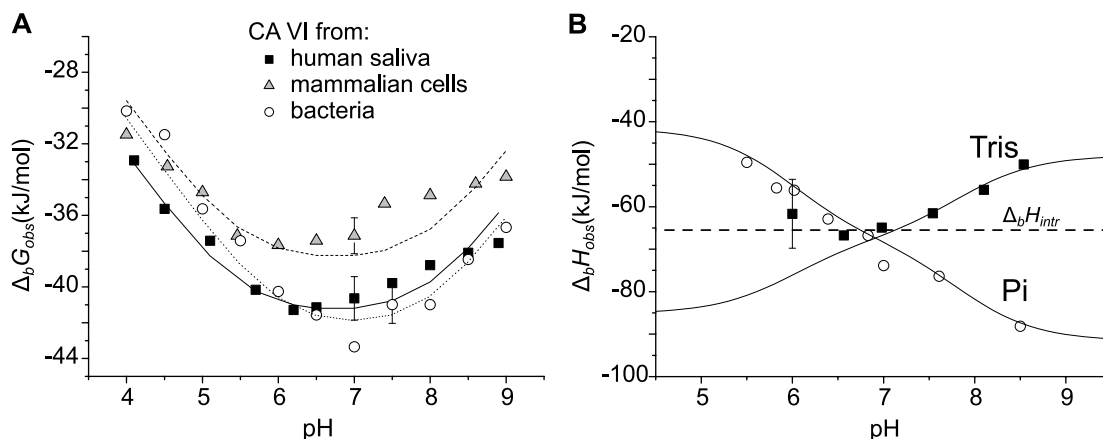 A
CA VI from:
human saliva
mammalian cells
bacteria
-28
-32
-36
-40
-44
ΔbGobs(kJ/mol)
4 5 6 7 8 9
pH
B
-20
-40
-60
-80
-100
ΔbHobs(kJ/mol)
Tris
ΔbHintr
Pi
5 6 7 8 9
pH